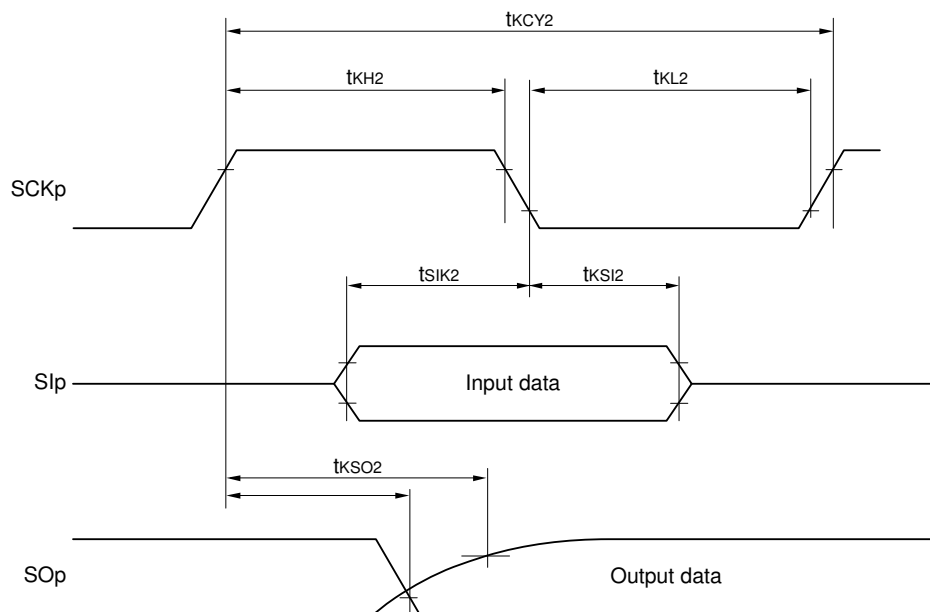 tKCY2
tKH2
tKL2
SCKp
tSIK2
tKSI2
SIp
Input data
tKSO2
SOp
Output data